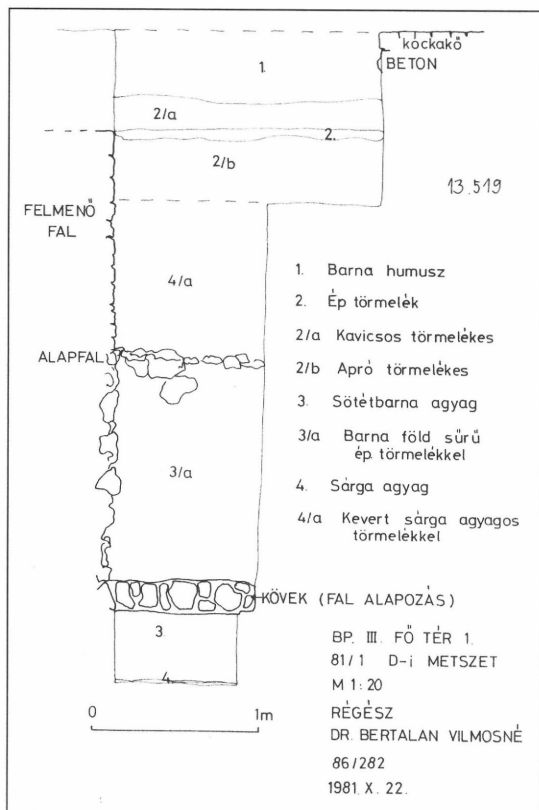 kockakő
BETON
1.
2/a
2.
2/b
13.519
FELMENŐ
FAL
4/a
1. Barna humusz
2. Ép törmelék
2/a Kavicsos törmelékes
2/b Apró törmelékes
3. Sötétbarna agyag
3/a Barna föld sűrű
ép. törmelékkel
4. Sárga agyag
4/a Kevert sárga agyagos
törmelékkel
ALAPFAL
3/a
KÖVEK (FAL ALAPOZÁS)
3.
4.
0 1m
BP. III. FŐ TÉR 1.
81/1 D-i METSZET
M 1:20
RÉGÉSZ
DR. BERTALAN VILMOSNÉ
86/282
1981. X. 22.